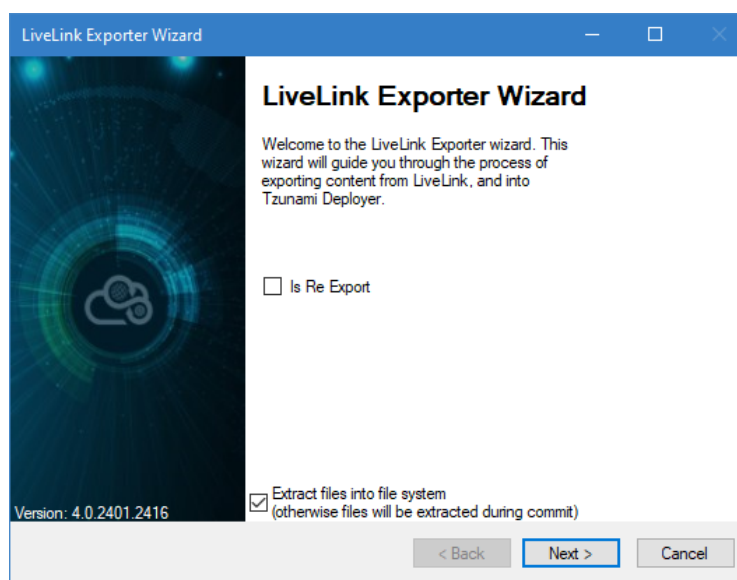 LiveLink Exporter Wizard
LiveLink Exporter Wizard
Welcome to the LiveLink Exporter wizard. This
wizard will guide you through the process of
exporting content from LiveLink, and into
Tzunami Deployer.
Is Re Export
Extract files into file system
(otherwise files will be extracted during commit)
Version: 4.0.2401.2416
< Back
Next >
Cancel